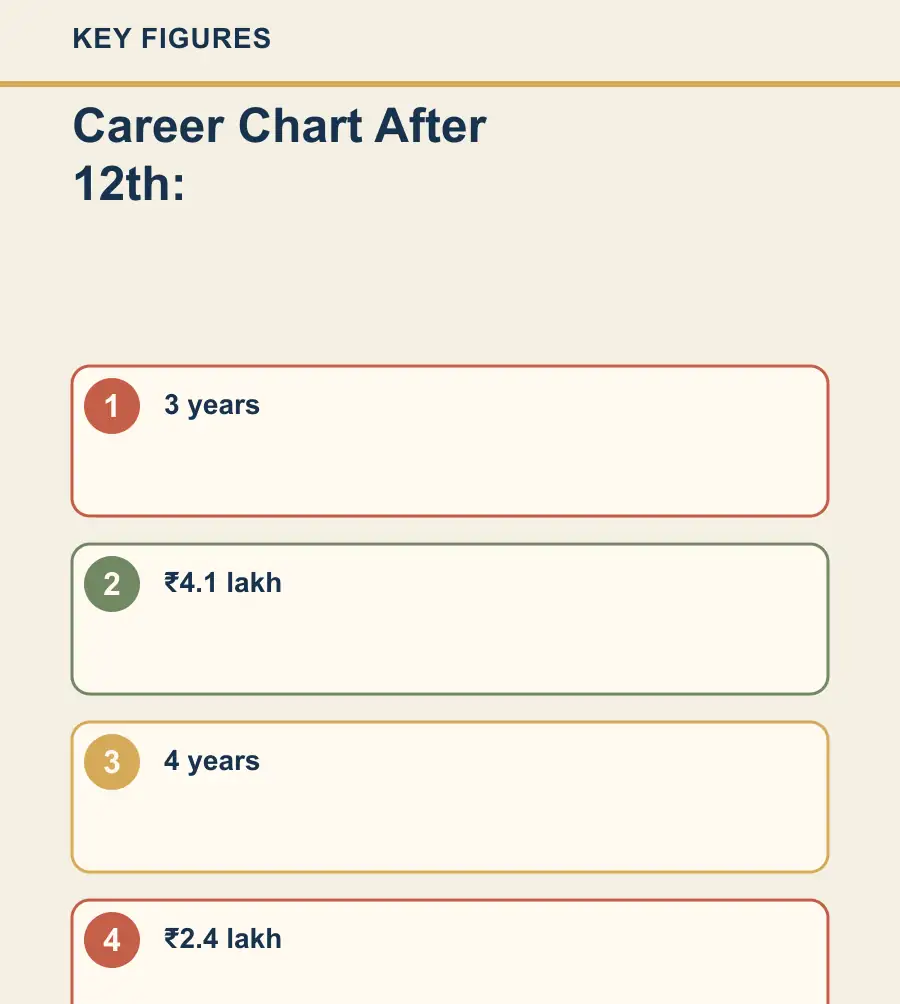 KEY FIGURES
Career Chart After
12th:
1
3 years
2
₹4.1 lakh
3
4 years
4
₹2.4 lakh